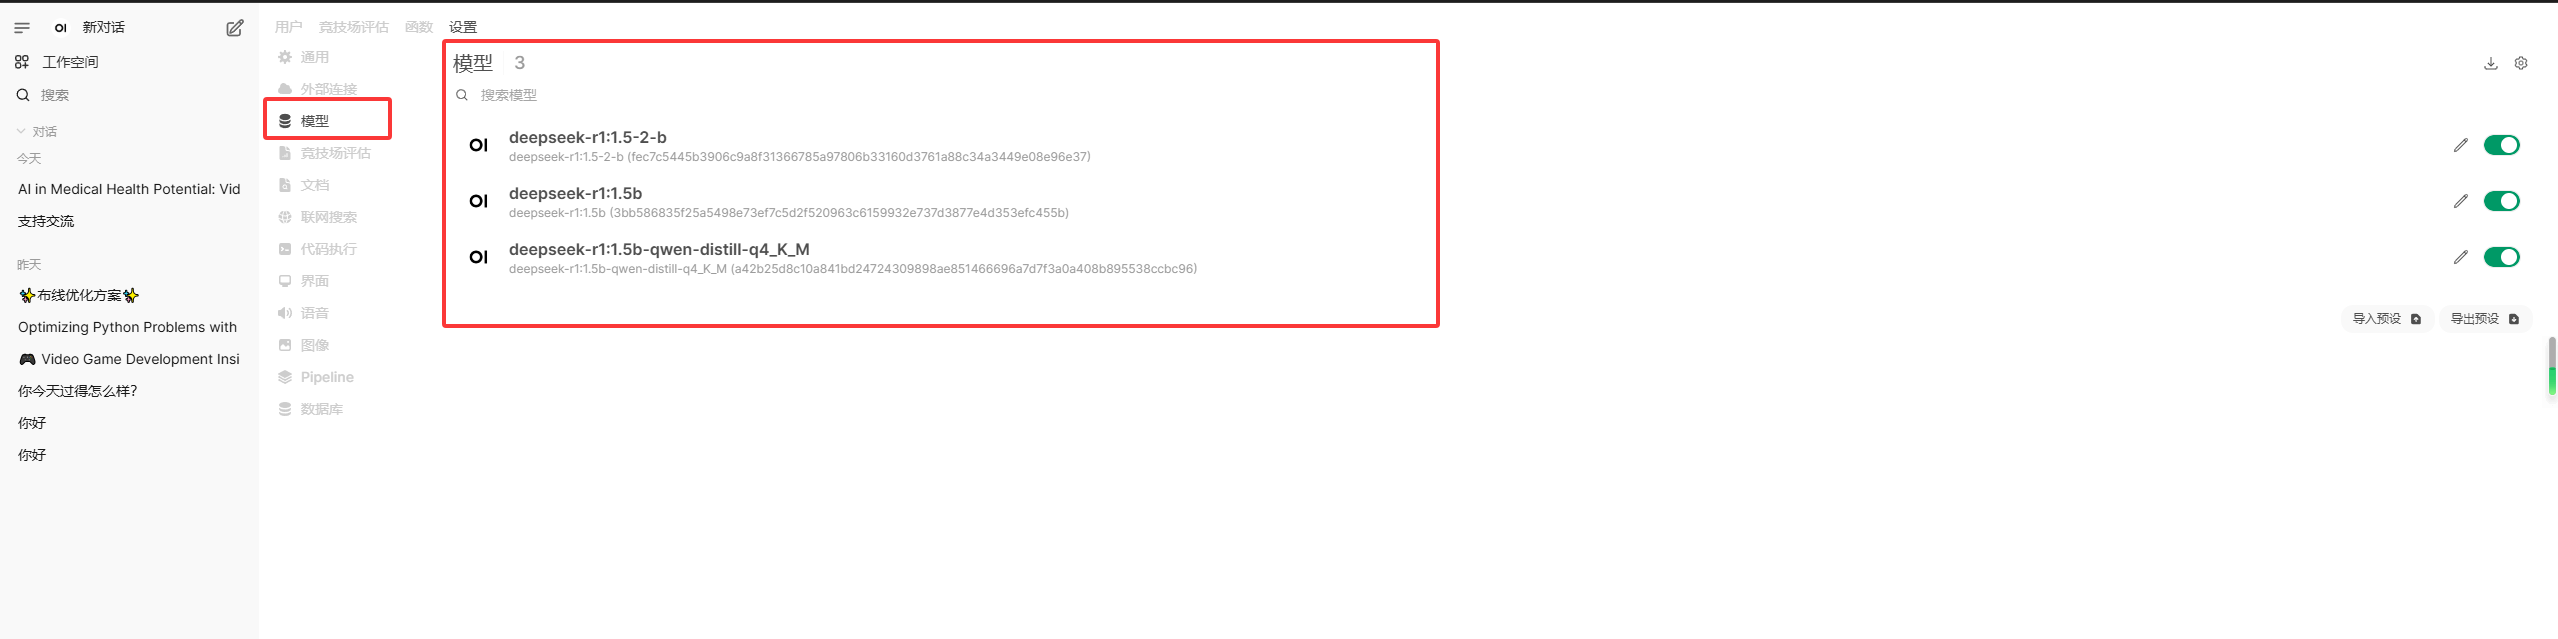 OI 新对话
工作空间
搜索
对话
今天
AI in Medical Health Potential: Vid
支持交流
昨天
✨布线优化方案✨
Optimizing Python Problems with
🎮 Video Game Development Insi
你今天过得怎么样？
你好
你好
用户 竞技场评估 函数 设置
通用
外部连接
模型
竞技场评估
文档
联网搜索
代码执行
界面
语音
图像
Pipeline
数据库
模型 3
搜索模型
OI deepseek-r1:1.5-2-b
deepseek-r1:1.5-2-b (fec7c5445b3906c9a8f31366785a97806b33160d3761a88c34a3449e08e96e37)
OI deepseek-r1:1.5b
deepseek-r1:1.5b (3bb586835f25a5498e73ef7c5d2f520963c6159932e737d3877e4d353efc455b)
OI deepseek-r1:1.5b-qwen-distill-q4_K_M
deepseek-r1:1.5b-qwen-distill-q4_K_M (a42b25d8c10a841bd24724309898ae851466696a7d7f3a0a408b895538ccbc96)
导入预设 导出预设